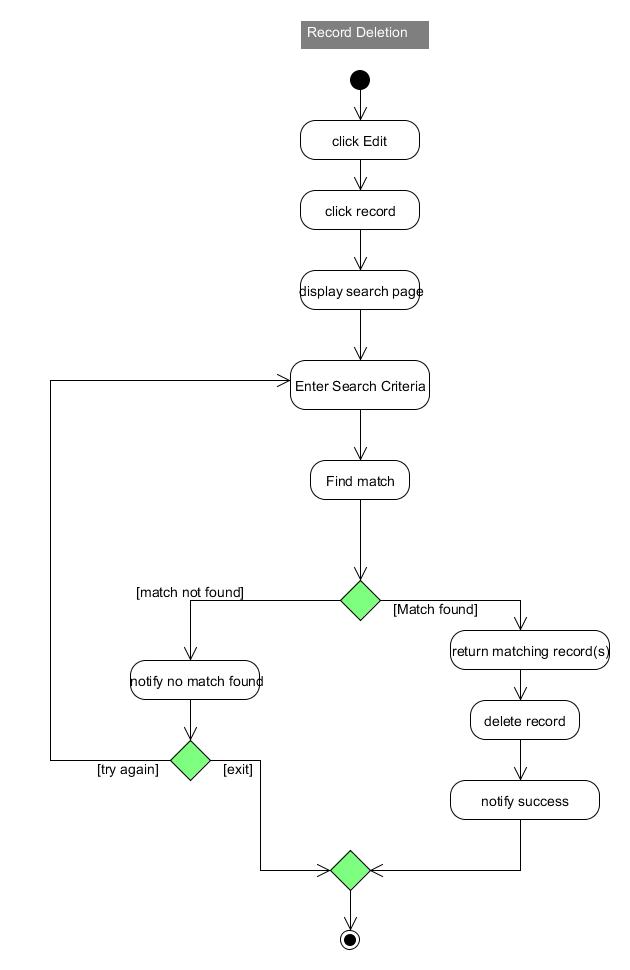 Record Deletion
click Edit
click record
display search page
Enter Search Criteria
Find match
[match not found]
[Match found]
return matching record(s)
notify no match found
delete record
[try again]
[exit]
notify success